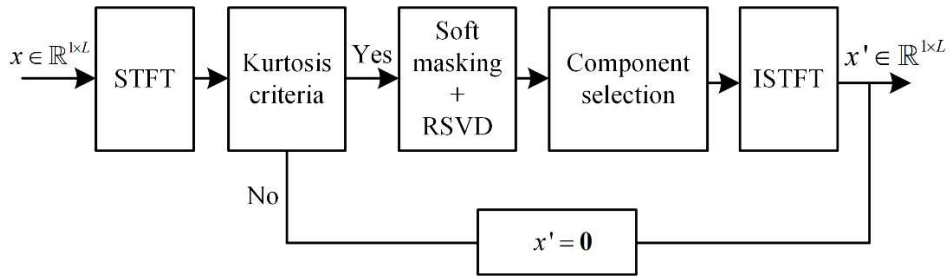 x ∈ ℝ^{1×L}
STFT
Kurtosis
criteria
Yes
Soft
masking
+
RSVD
Component
selection
ISTFT
x' ∈ ℝ^{1×L}
No
x' = 0